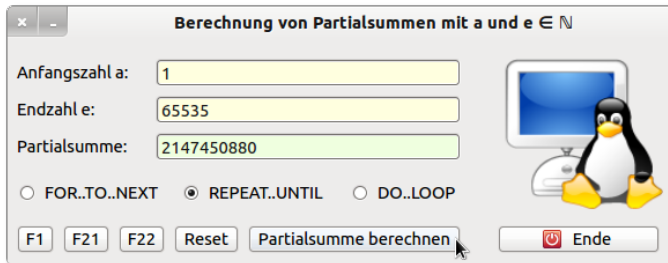 Berechnung von Partialsummen mit a und e ∈ ℕ
Anfangszahl a: 1
Endzahl e: 65535
Partialsumme: 2147450880
FOR..TO..NEXT REPEAT..UNTIL DO..LOOP
F1 F21 F22 Reset Partialsumme berechnen Ende